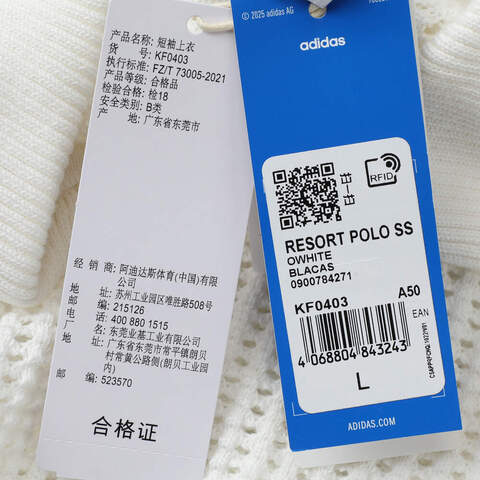 产品名称: 短袖上衣
货 号: KF0403
执行标准: FZ/T 73005-2021
产品等级: 合格品
检验合格: 检18
安全类别: B类
产 地: 广东省东莞市
经 销 商: 阿迪达斯体育(中国)有限
公司
地 址: 苏州工业园区唯胜路508号
邮 编: 215126
电 话: 400 880 1515
制 造 商: 东莞业基工业有限公司
地 址: 广东省东莞市常平镇朗贝
村常黄公路侧(朗贝工业园
内)
邮 编: 523570
合格证
© 2025 adidas AG
adidas
RFID
RESORT POLO SS
OWHITE
BLACAS
0900784271
KF0403 A50
EAN
4 068804 843243
L
ADIDAS.COM